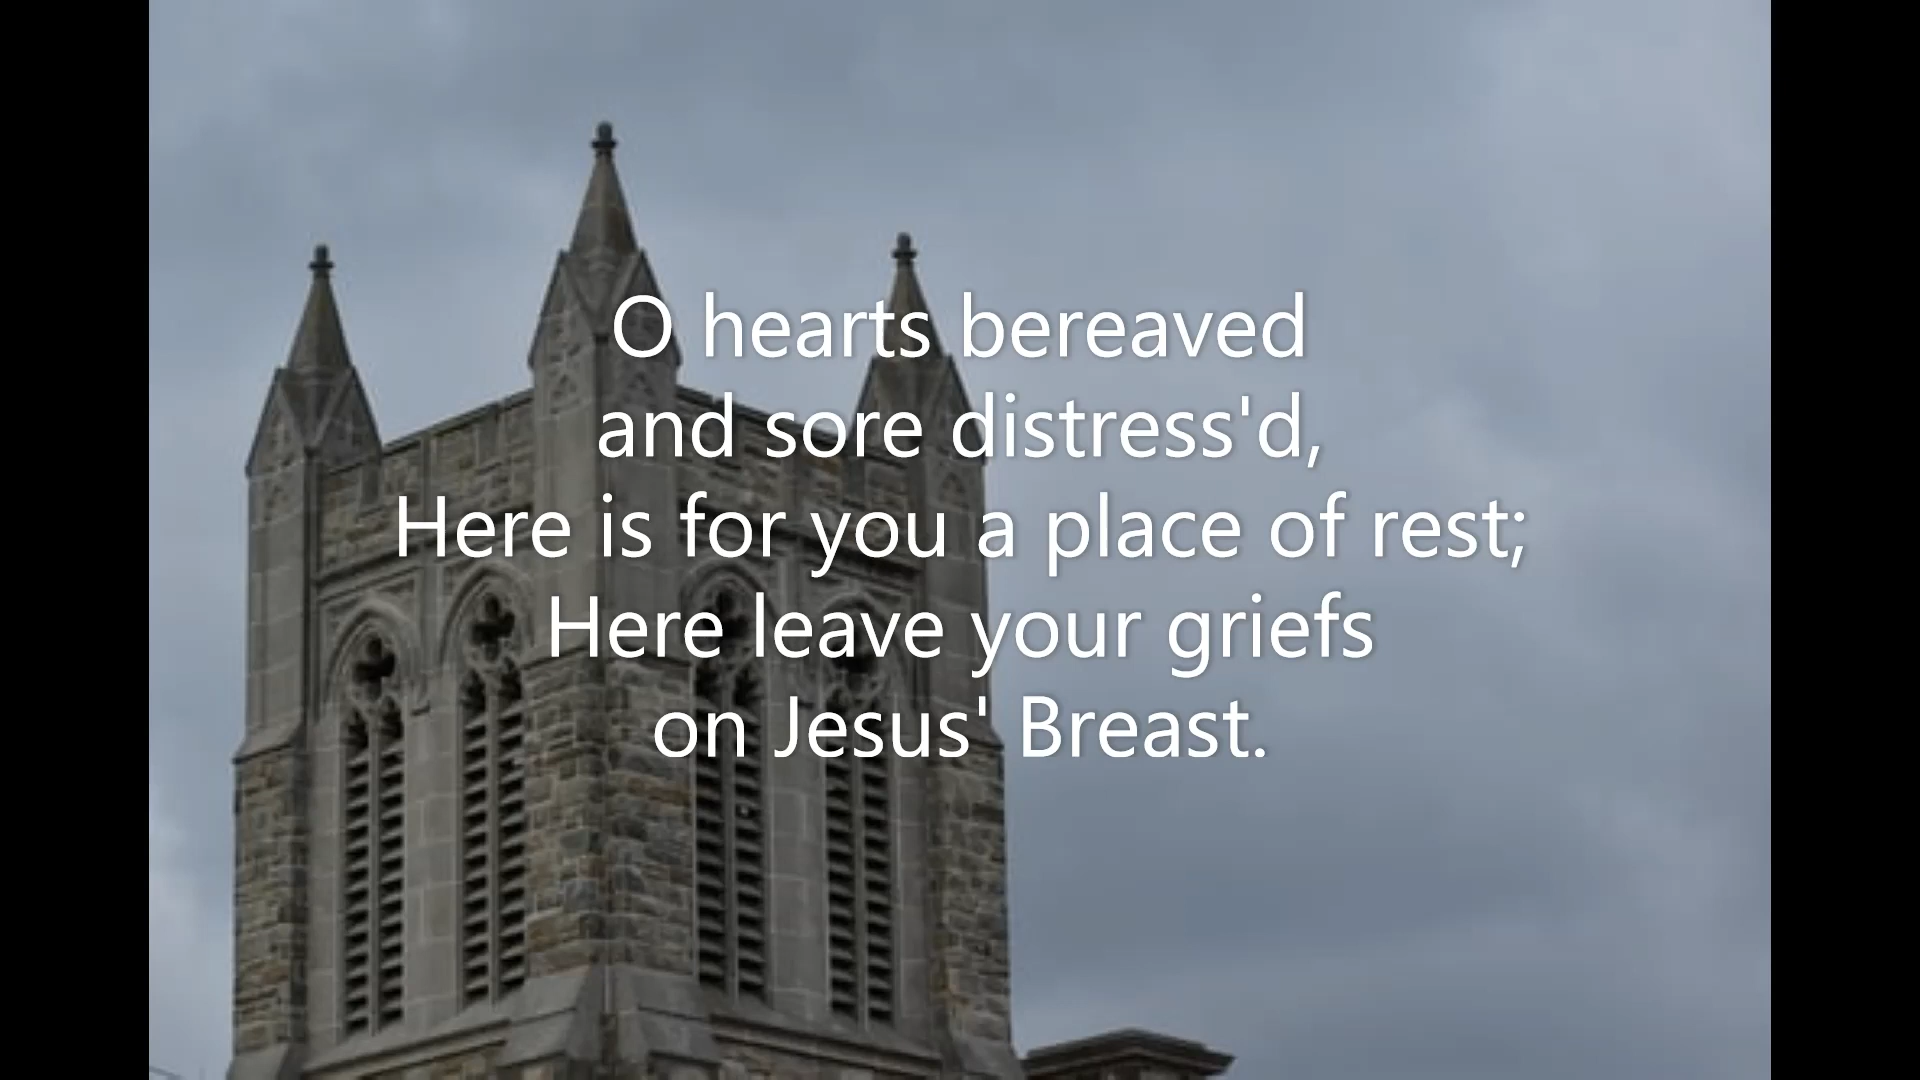 O hearts bereaved
and sore distress'd,
Here is for you a place of rest;
Here leave your griefs
on Jesus' Breast.